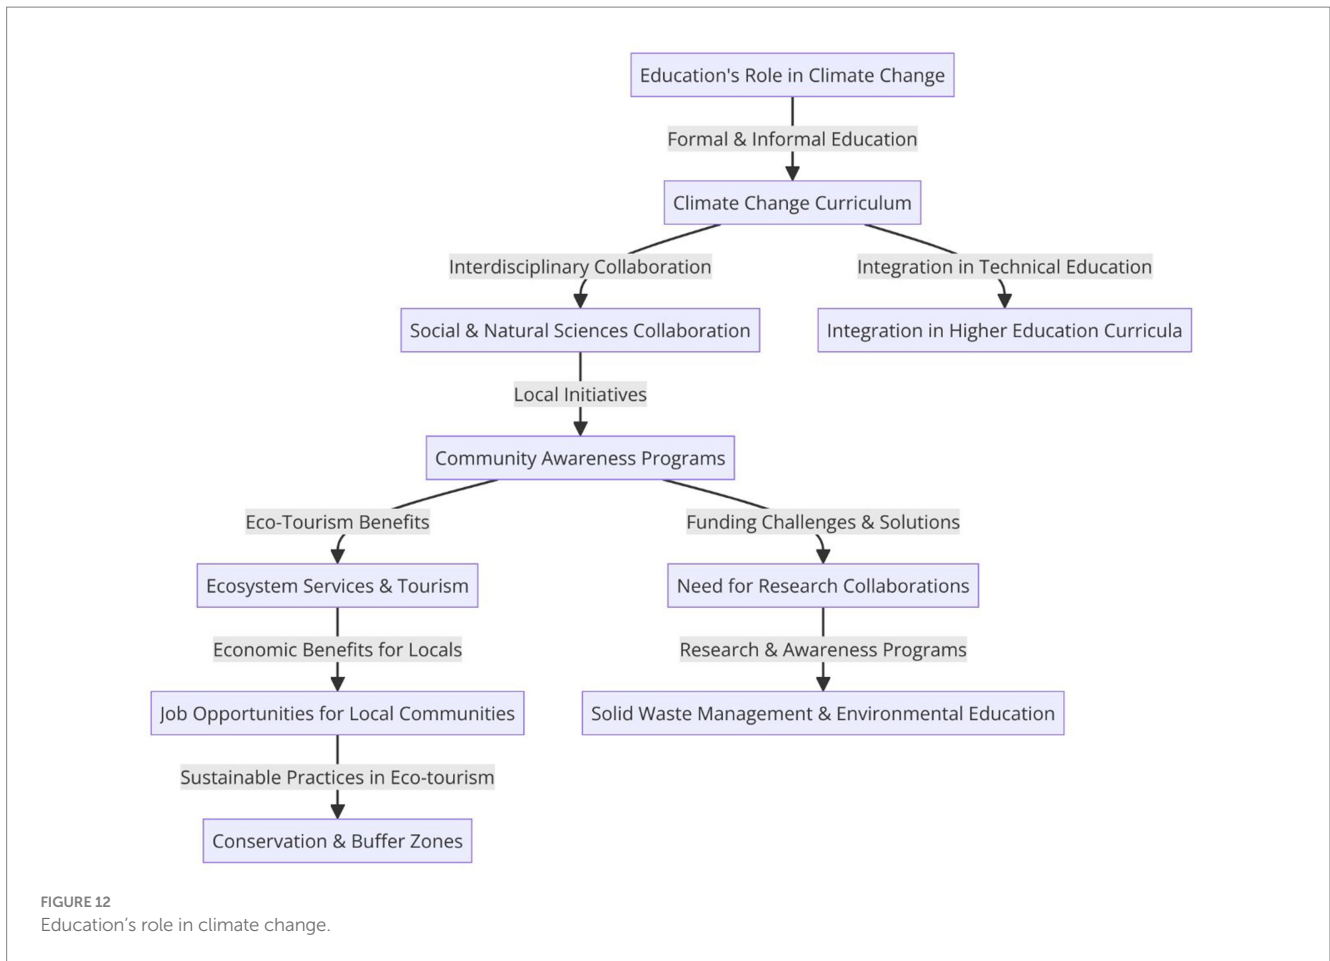 Education's Role in Climate Change
Formal & Informal Education
Climate Change Curriculum
Interdisciplinary Collaboration
Integration in Technical Education
Social & Natural Sciences Collaboration
Integration in Higher Education Curricula
Local Initiatives
Community Awareness Programs
Eco-Tourism Benefits
Funding Challenges & Solutions
Ecosystem Services & Tourism
Need for Research Collaborations
Economic Benefits for Locals
Research & Awareness Programs
Job Opportunities for Local Communities
Solid Waste Management & Environmental Education
Sustainable Practices in Eco-tourism
Conservation & Buffer Zones
FIGURE 12
Education's role in climate change.